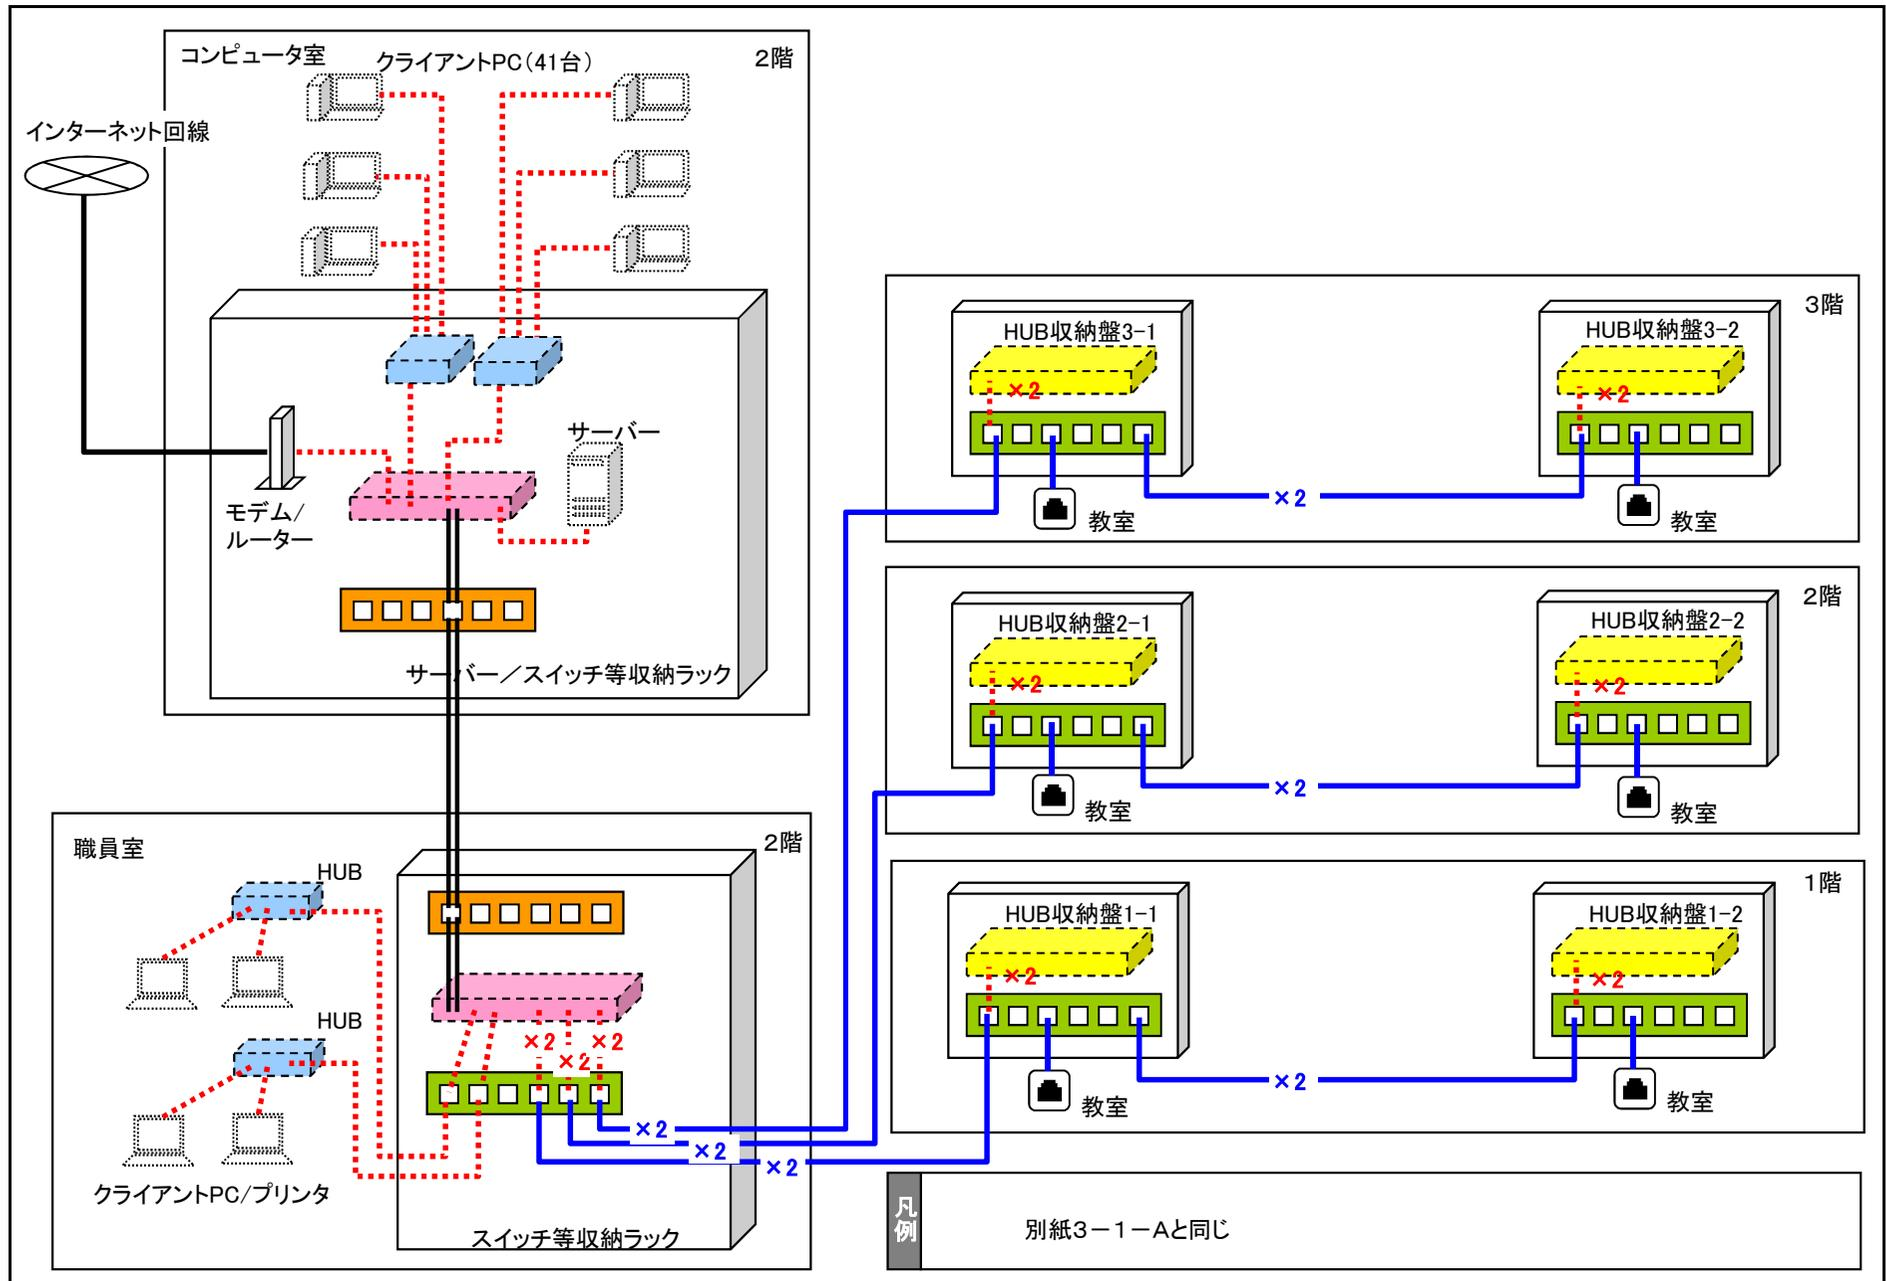 コンピュータ室
クライアントPC(41台)
2階
インターネット回線
サーバー
モデム/
ルーター
サーバー/スイッチ等収納ラック
職員室
2階
HUB
HUB
×2
×2
×2
×2
×2
×2
クライアントPC/プリンタ
スイッチ等収納ラック
3階
HUB収納盤3-1
×2
教室
×2
HUB収納盤3-2
×2
教室
2階
HUB収納盤2-1
×2
教室
×2
HUB収納盤2-2
×2
教室
1階
HUB収納盤1-1
×2
教室
×2
HUB収納盤1-2
×2
教室
凡例
別紙3-1-Aと同じ